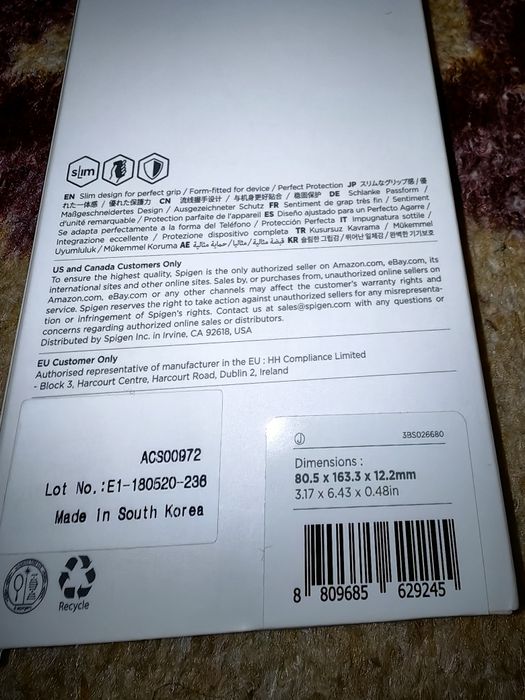 slim
EN Slim design for perfect grip / Form-fitted for device / Perfect Protection JP スリムなグリップ感 / 優
れた一体感 / 優れた保護力 CN 流线握手设计 / 与机身更好贴合 / 稳固保护 DE Schlanke Passform /
Maßgeschneidertes Design / Ausgezeichneter Schutz FR Sentiment de grap très fin / Sentiment
d'unité remarquable / Protection parfaite de l'appareil ES Diseño ajustado para un Perfecto Agarre /
Se adapta perfectamente a la forma del Teléfono / Protección Perfecta IT Impugnatura sottile /
Integrazione eccellente / Protezione dispositivo completa TR Kusursuz Kavrama / Mükemmel
Uyumluluk / Mükemmel Koruma AE قبضة مثالية / مثاليا / حماية مثالية KR 슬림한 그립감 / 뛰어난 일체감 / 완벽한 기기보호
US and Canada Customers Only
To ensure the highest quality, Spigen is the only authorized seller on Amazon.com, eBay.com, its
international sites and other online sites. Sales by, or purchases from, unauthorized online sellers on
Amazon.com, eBay.com or any other channels may affect the customer's warranty rights and
service. Spigen reserves the right to take action against unauthorized sellers for any misrepresenta-
tion or infringement of Spigen's rights. Contact us at sales@spigen.com with any questions or
concerns regarding authorized online sales or distributors.
Distributed by Spigen Inc. in Irvine, CA 92618, USA
EU Customer Only
Authorised representative of manufacturer in the EU : HH Compliance Limited
- Block 3, Harcourt Centre, Harcourt Road, Dublin 2, Ireland
ACS00972
Lot No.:E1-180520-236
Made In South Korea
J 3BS026680
Dimensions :
80.5 x 163.3 x 12.2mm
3.17 x 6.43 x 0.48in
8 809685 629245
Recycle